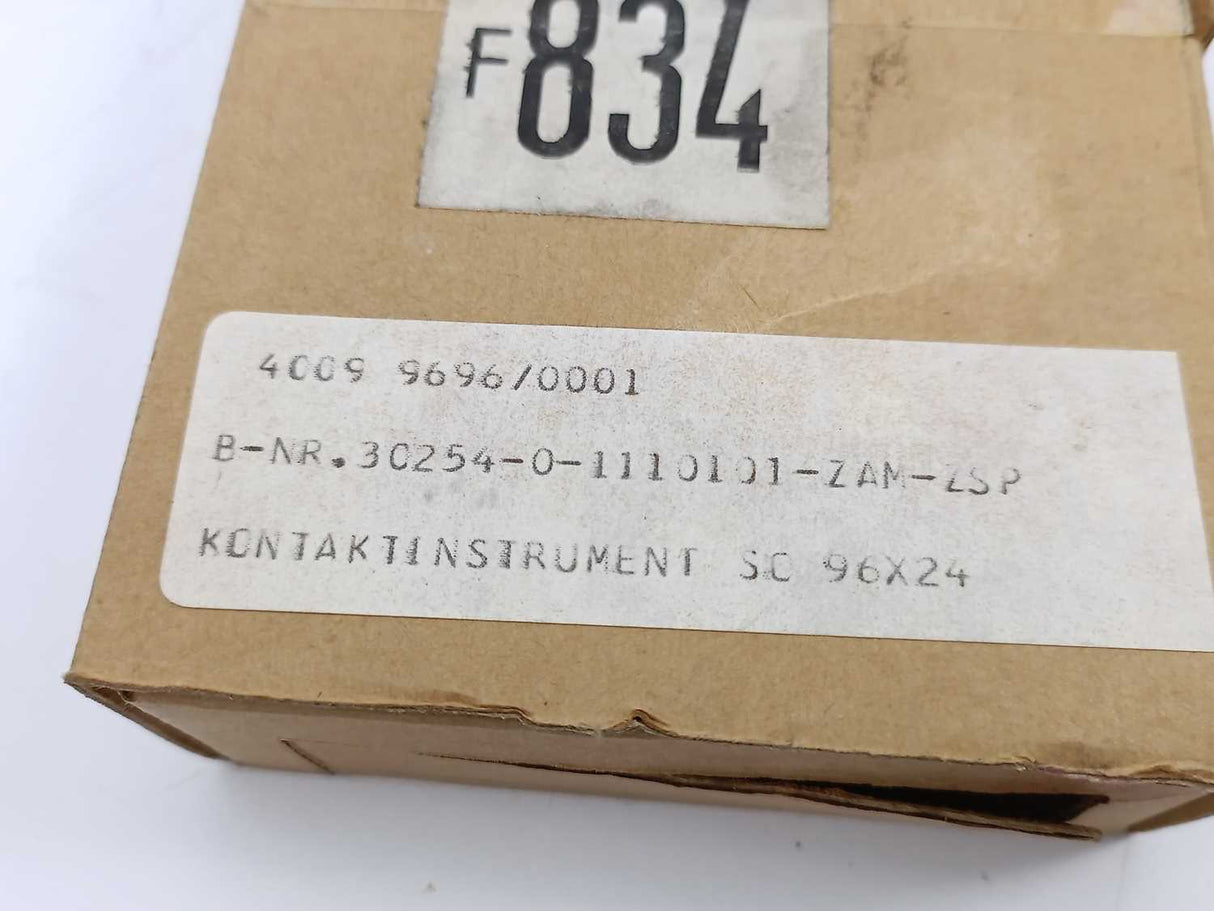 F834
4009 9696/0001
B-NR.30254-0-1110101-ZAM-ZSP
KONTAKTINSTRUMENT SC 96X24